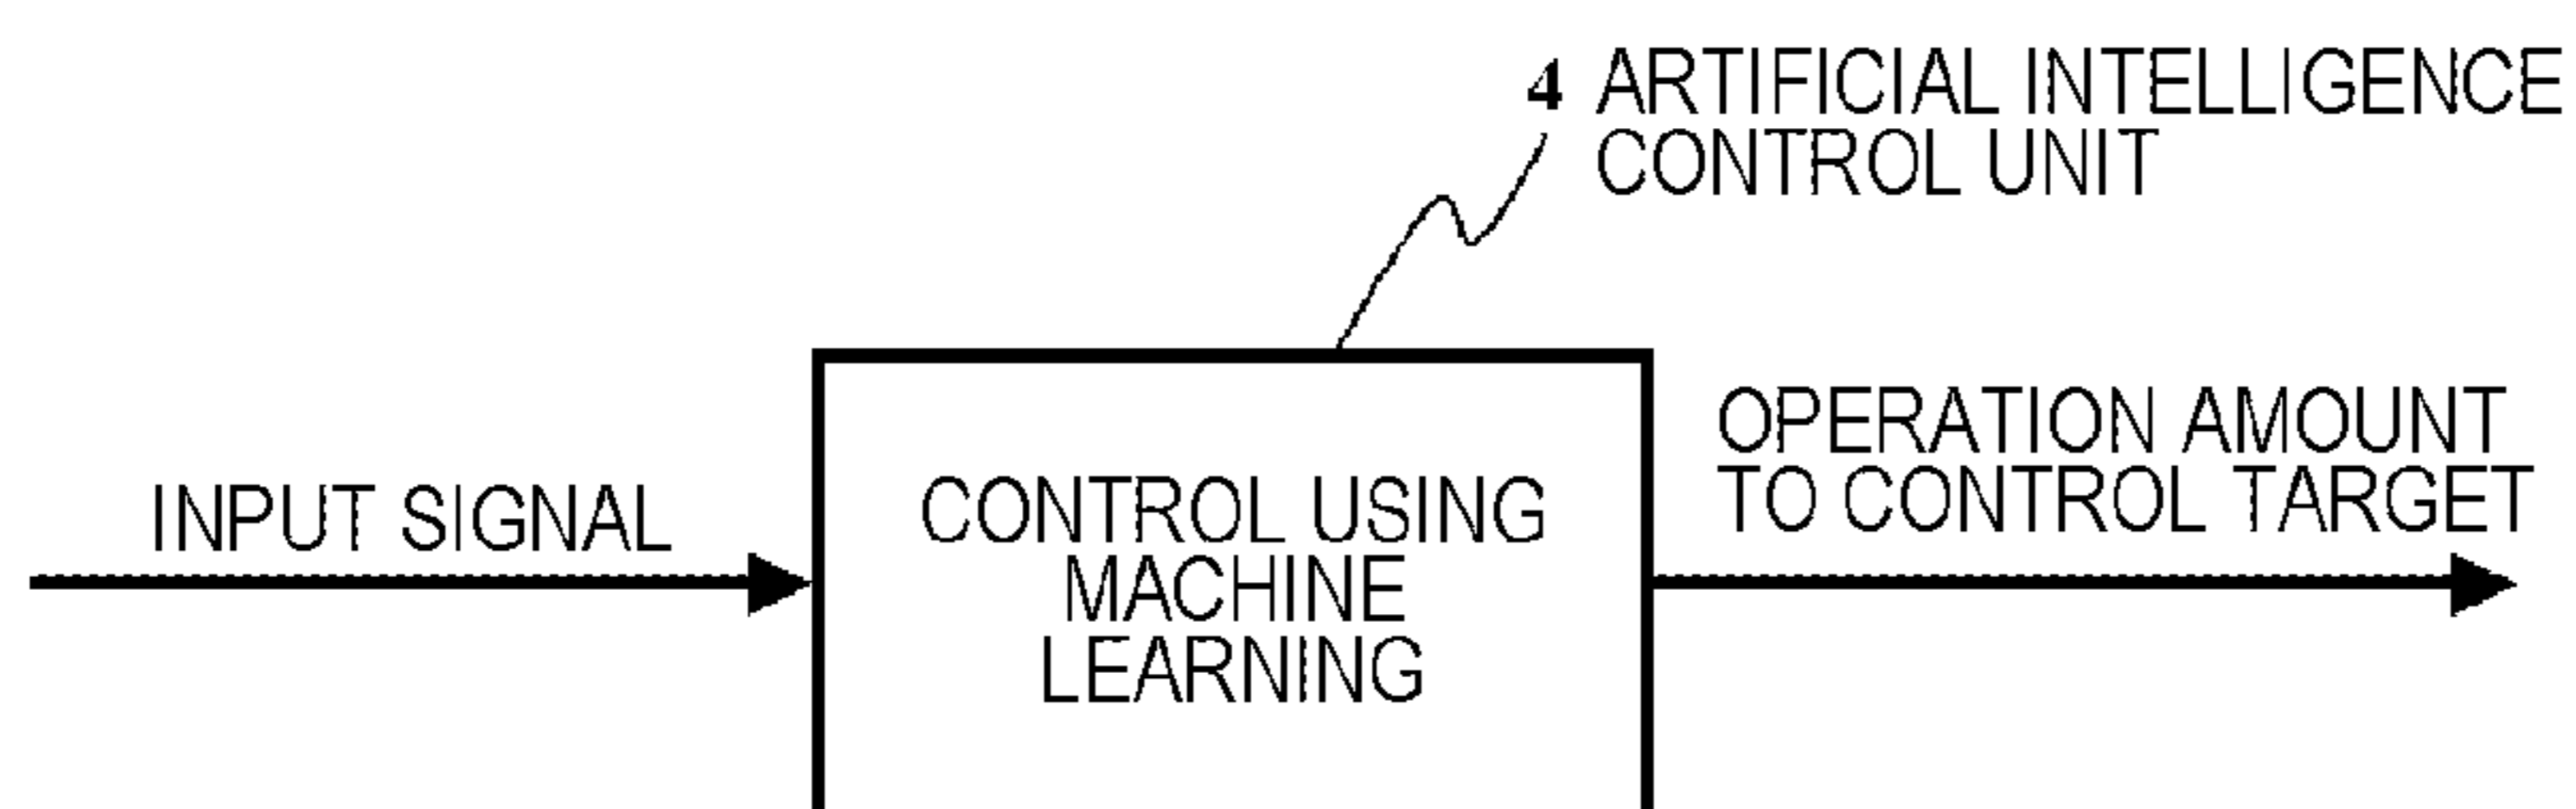 4 ARTIFICIAL INTELLIGENCE
CONTROL UNIT
OPERATION AMOUNT
TO CONTROL TARGET
INPUT SIGNAL
CONTROL USING
MACHINE
LEARNING